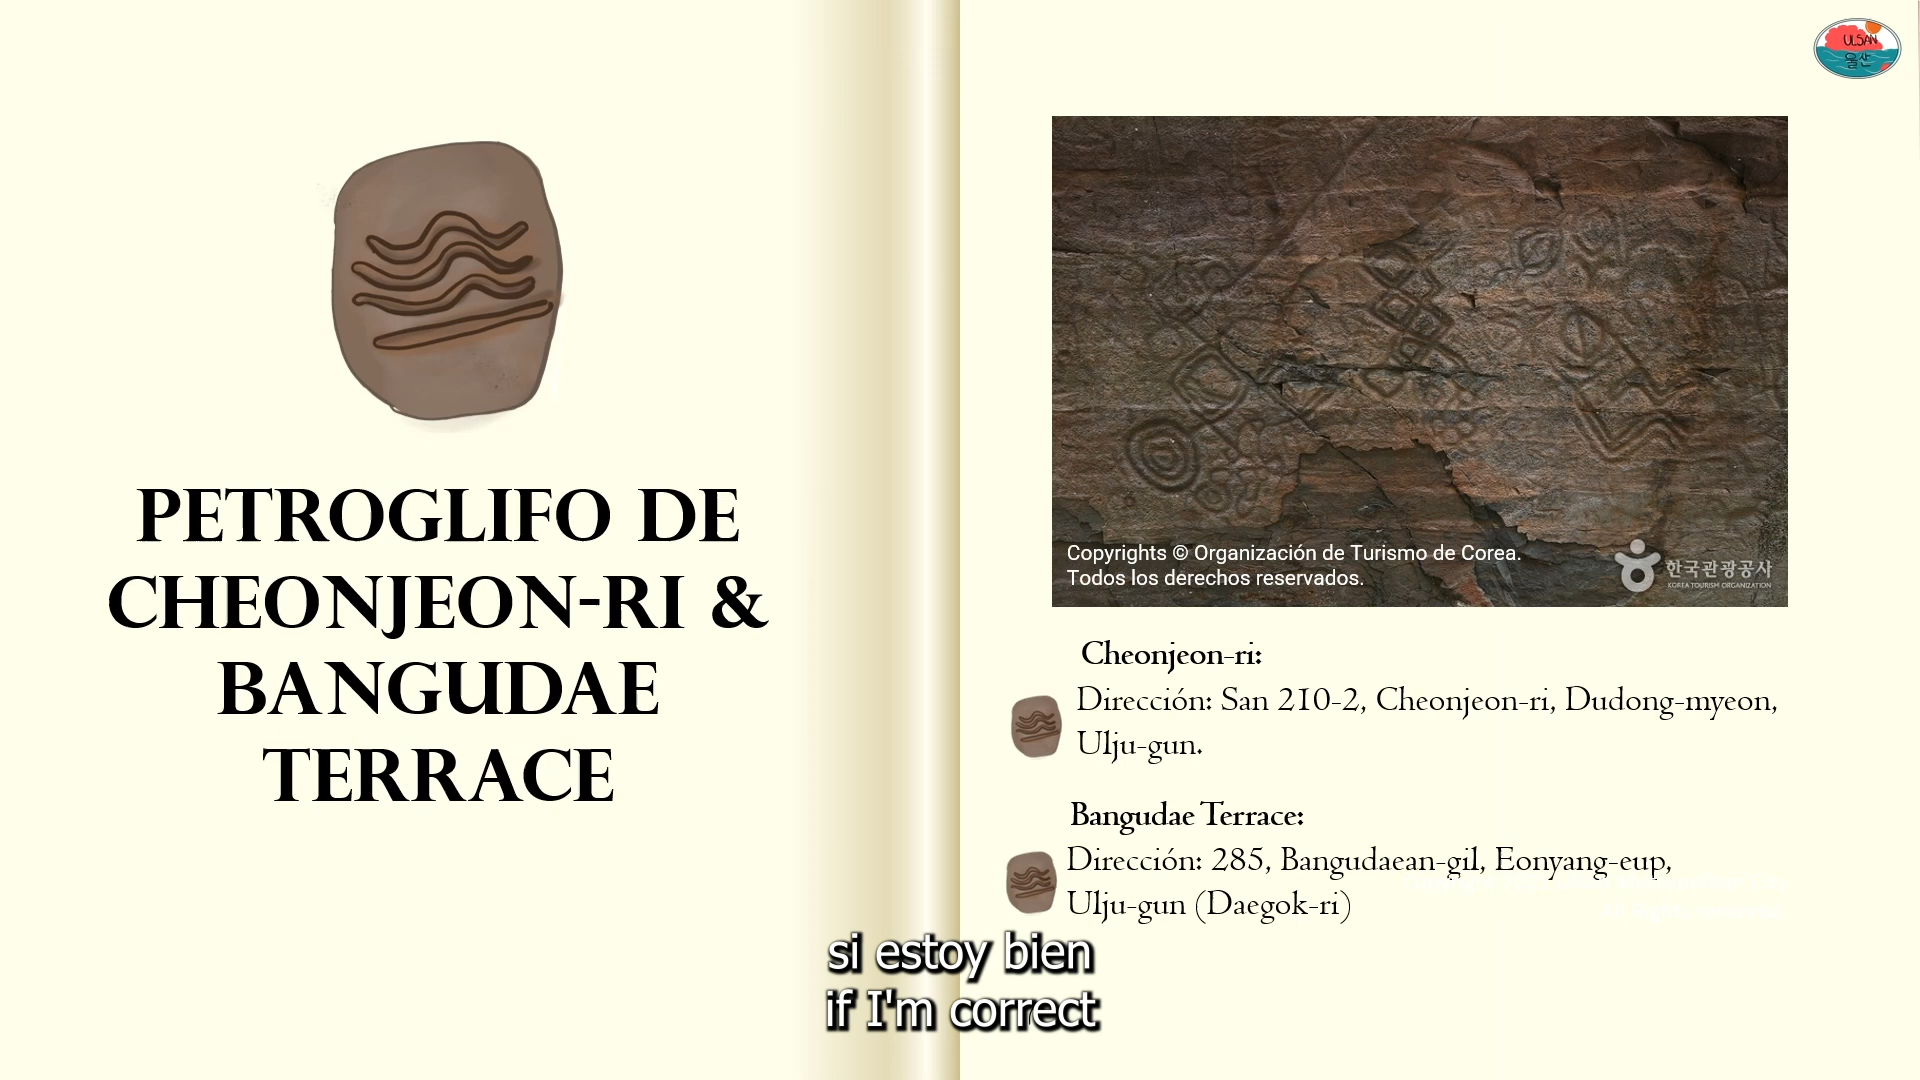 ULSAN
울산
PETROGLIFO DE
CHEONJEON-RI &
BANGUDAE
TERRACE
Copyrights © Organización de Turismo de Corea.
Todos los derechos reservados.
한국관광공사
KOREA TOURISM ORGANIZATION
Cheonjeon-ri:
Dirección: San 210-2, Cheonjeon-ri, Dudong-myeon,
Ulju-gun.
Bangudae Terrace:
Dirección: 285, Bangudaean-gil, Eonyang-eup,
Ulju-gun (Daegok-ri)
si estoy bien
if I'm correct